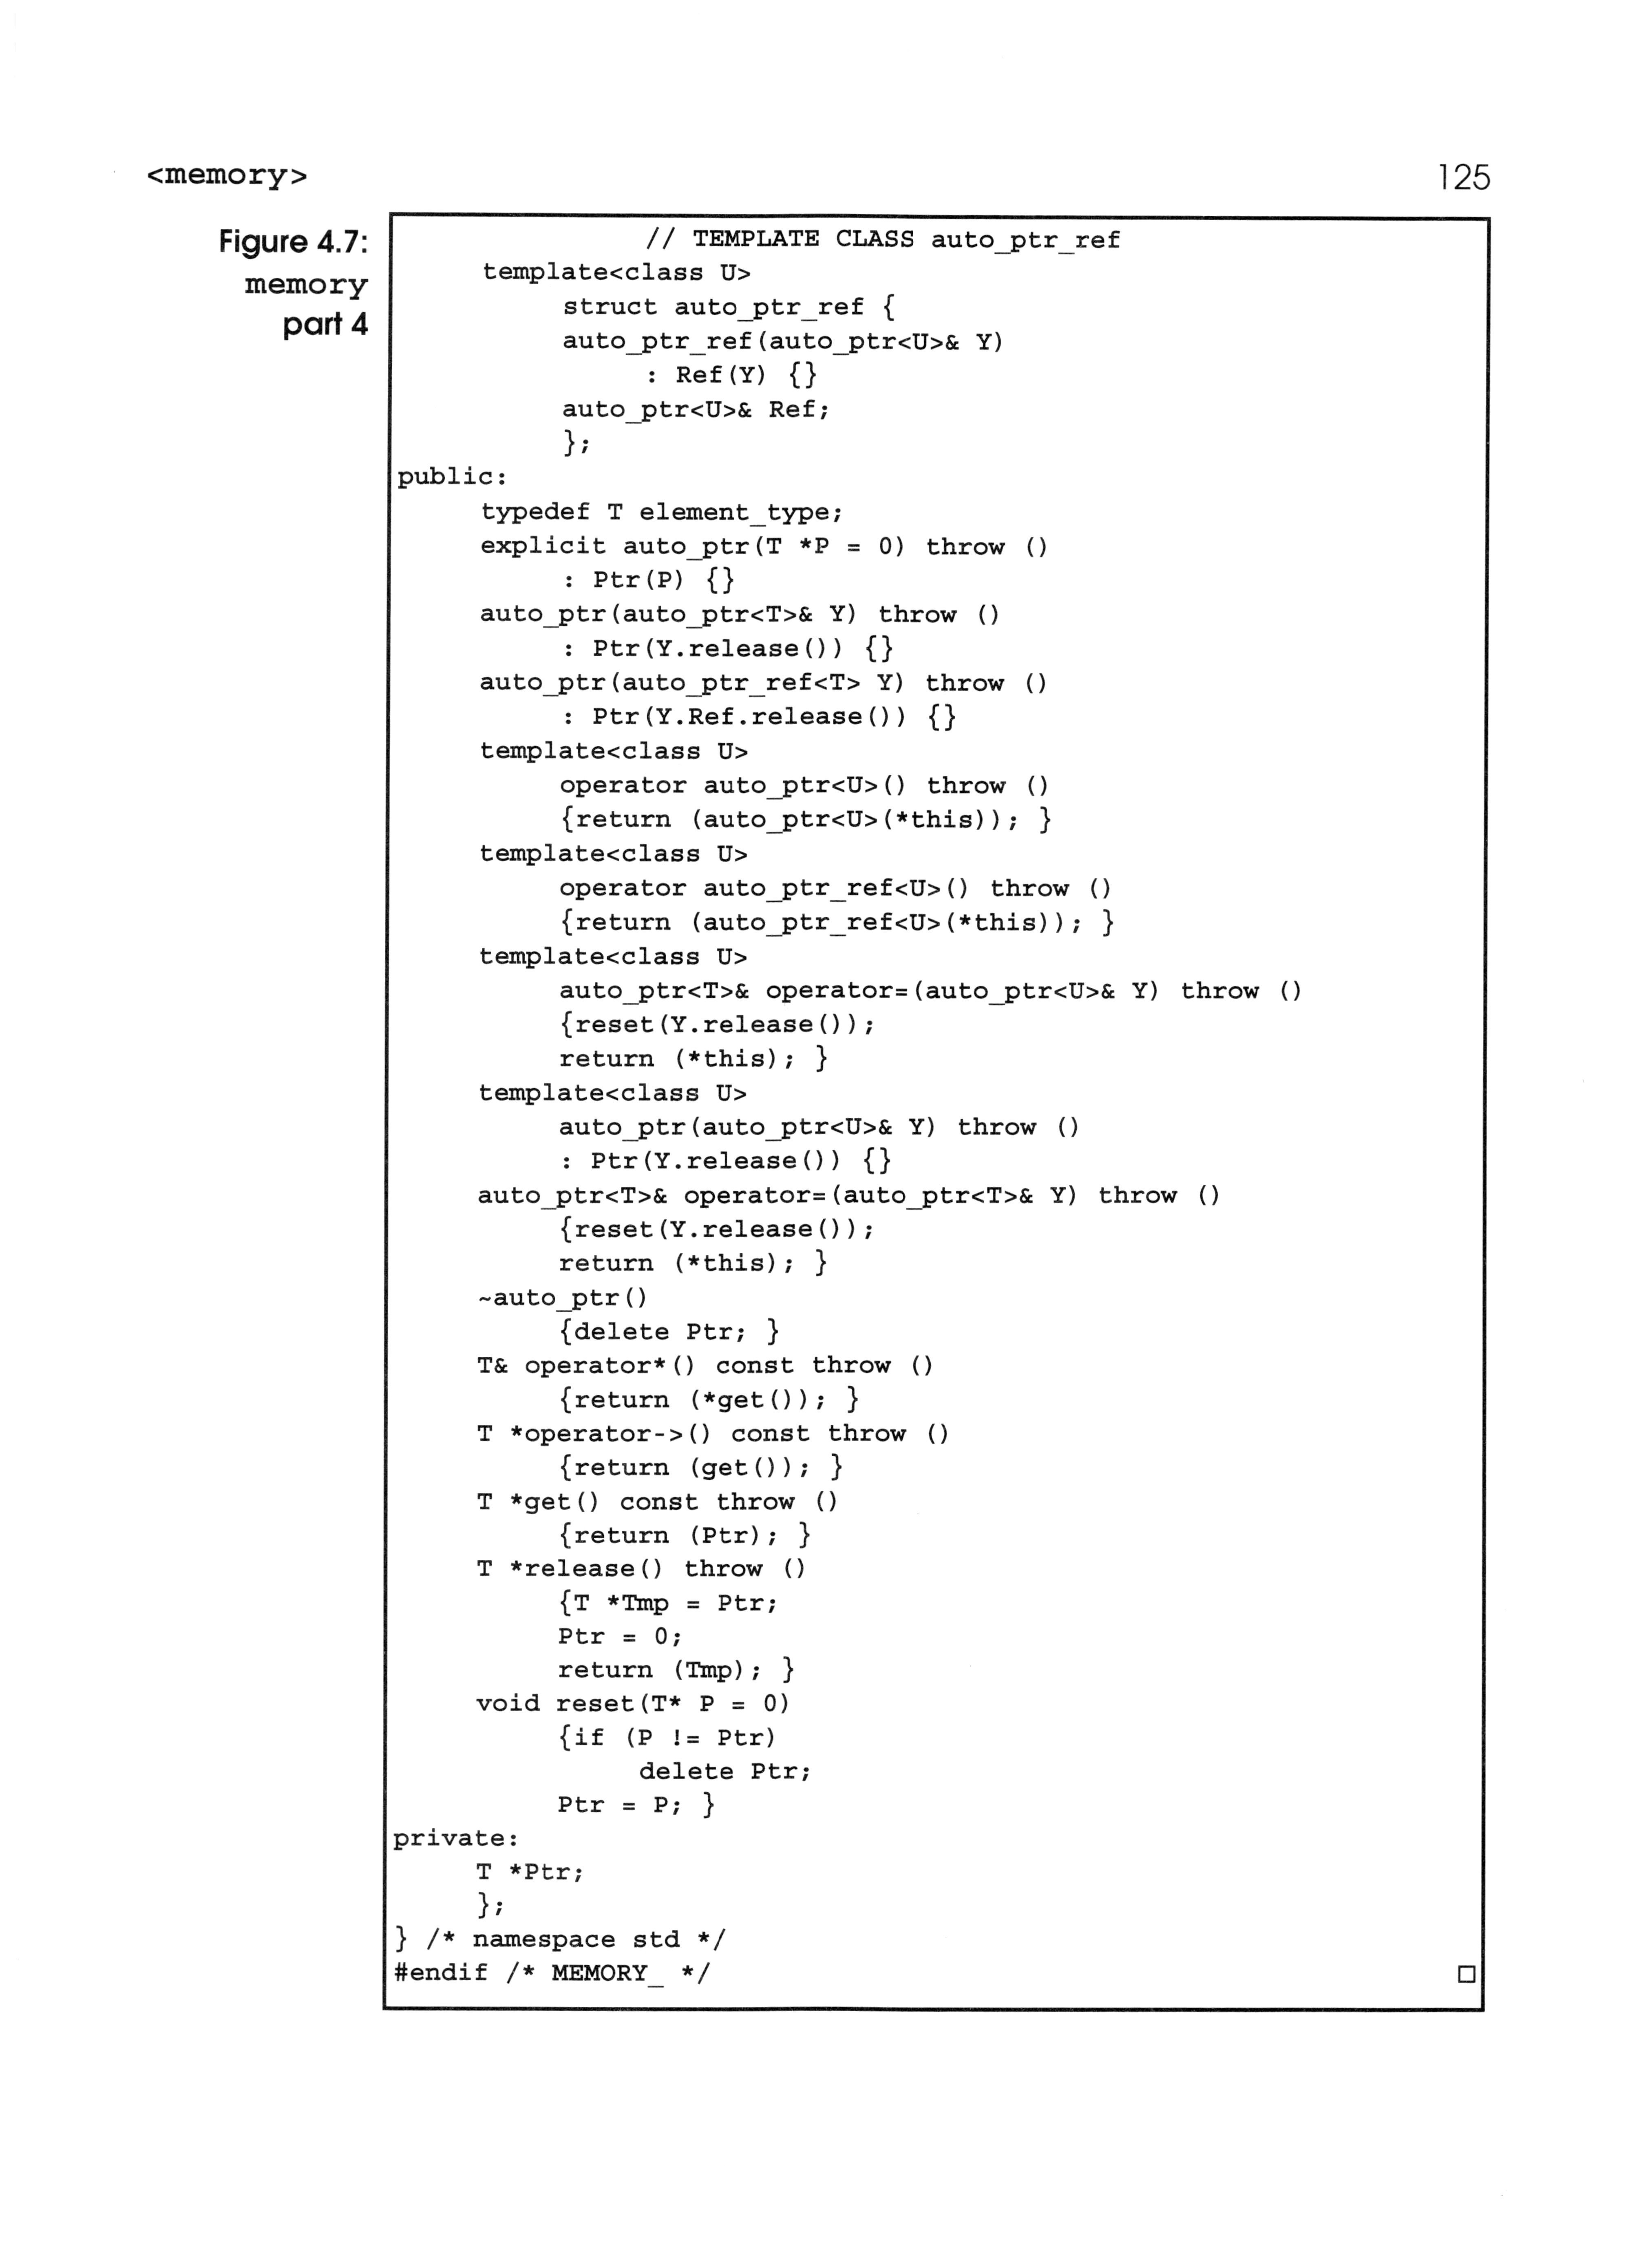 <memory>
125
Figure 4.7:
memory
part 4
// TEMPLATE CLASS auto_ptr_ref
template<class U>
struct auto_ptr_ref {
auto_ptr_ref(auto_ptr<U>& Y)
: Ref(Y) {}
auto_ptr<U>& Ref;
};
public:
typedef T element_type;
explicit auto_ptr(T *P = 0) throw ()
: Ptr(P) {}
auto_ptr(auto_ptr<T>& Y) throw ()
: Ptr(Y.release()) {}
auto_ptr(auto_ptr_ref<T> Y) throw ()
: Ptr(Y.Ref.release()) {}
template<class U>
operator auto_ptr<U>() throw ()
{return (auto_ptr<U>(*this)); }
template<class U>
operator auto_ptr_ref<U>() throw ()
{return (auto_ptr_ref<U>(*this)); }
template<class U>
auto_ptr<T>& operator=(auto_ptr<U>& Y) throw ()
{reset(Y.release());
return (*this); }
template<class U>
auto_ptr(auto_ptr<U>& Y) throw ()
: Ptr(Y.release()) {}
auto_ptr<T>& operator=(auto_ptr<T>& Y) throw ()
{reset(Y.release());
return (*this); }
~auto_ptr()
{delete Ptr; }
T& operator*() const throw ()
{return (*get()); }
T *operator->() const throw ()
{return (get()); }
T *get() const throw ()
{return (Ptr); }
T *release() throw ()
{T *Tmp = Ptr;
Ptr = 0;
return (Tmp); }
void reset(T* P = 0)
{if (P != Ptr)
delete Ptr;
Ptr = P; }
private:
T *Ptr;
};
} /* namespace std */
#endif /* MEMORY_ */